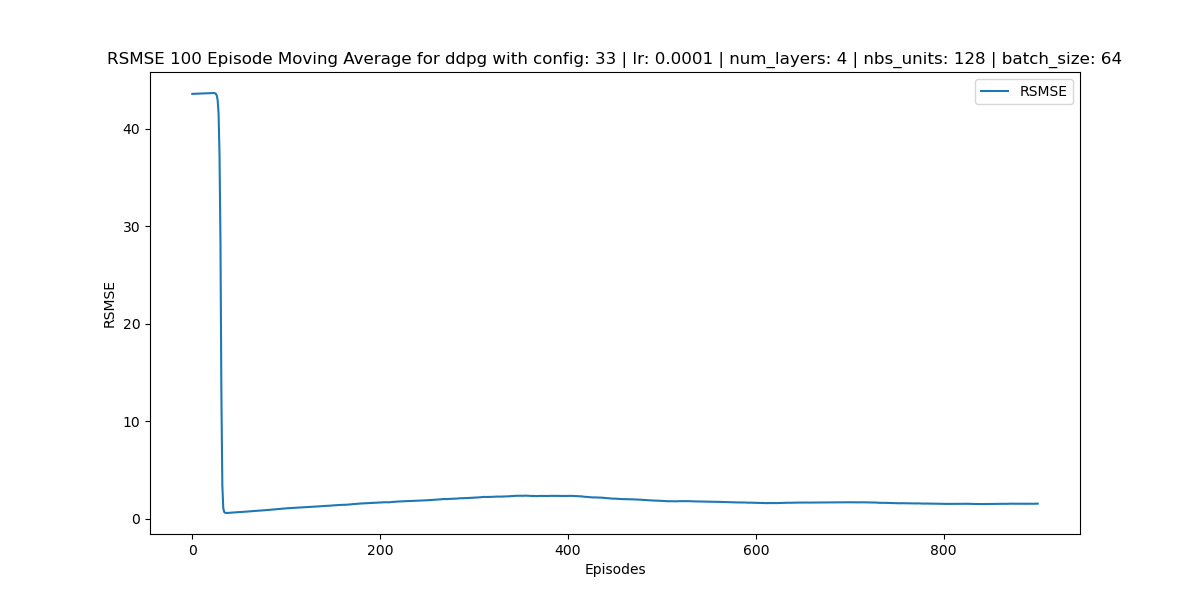 RSMSE 100 Episode Moving Average for ddpg with config: 33 | lr: 0.0001 | num_layers: 4 | nbs_units: 128 | batch_size: 64
RSMSE
40
30
20
10
0
RSMSE
0 200 400 600 800
Episodes